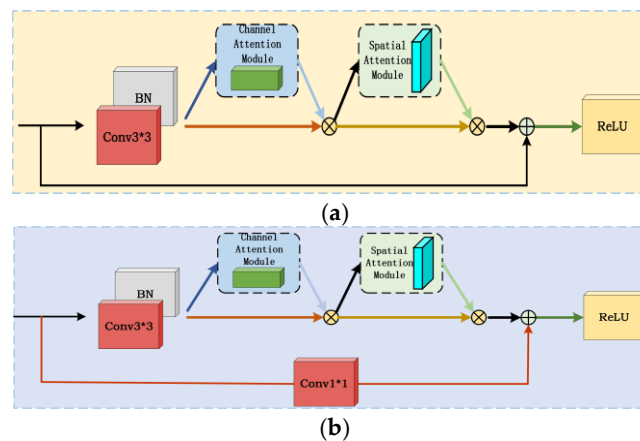 Channel
Attention
Module
Spatial
Attention
Module
BN
Conv3*3
ReLU
(a)
Channel
Attention
Module
Spatial
Attention
Module
BN
Conv3*3
ReLU
Conv1*1
(b)